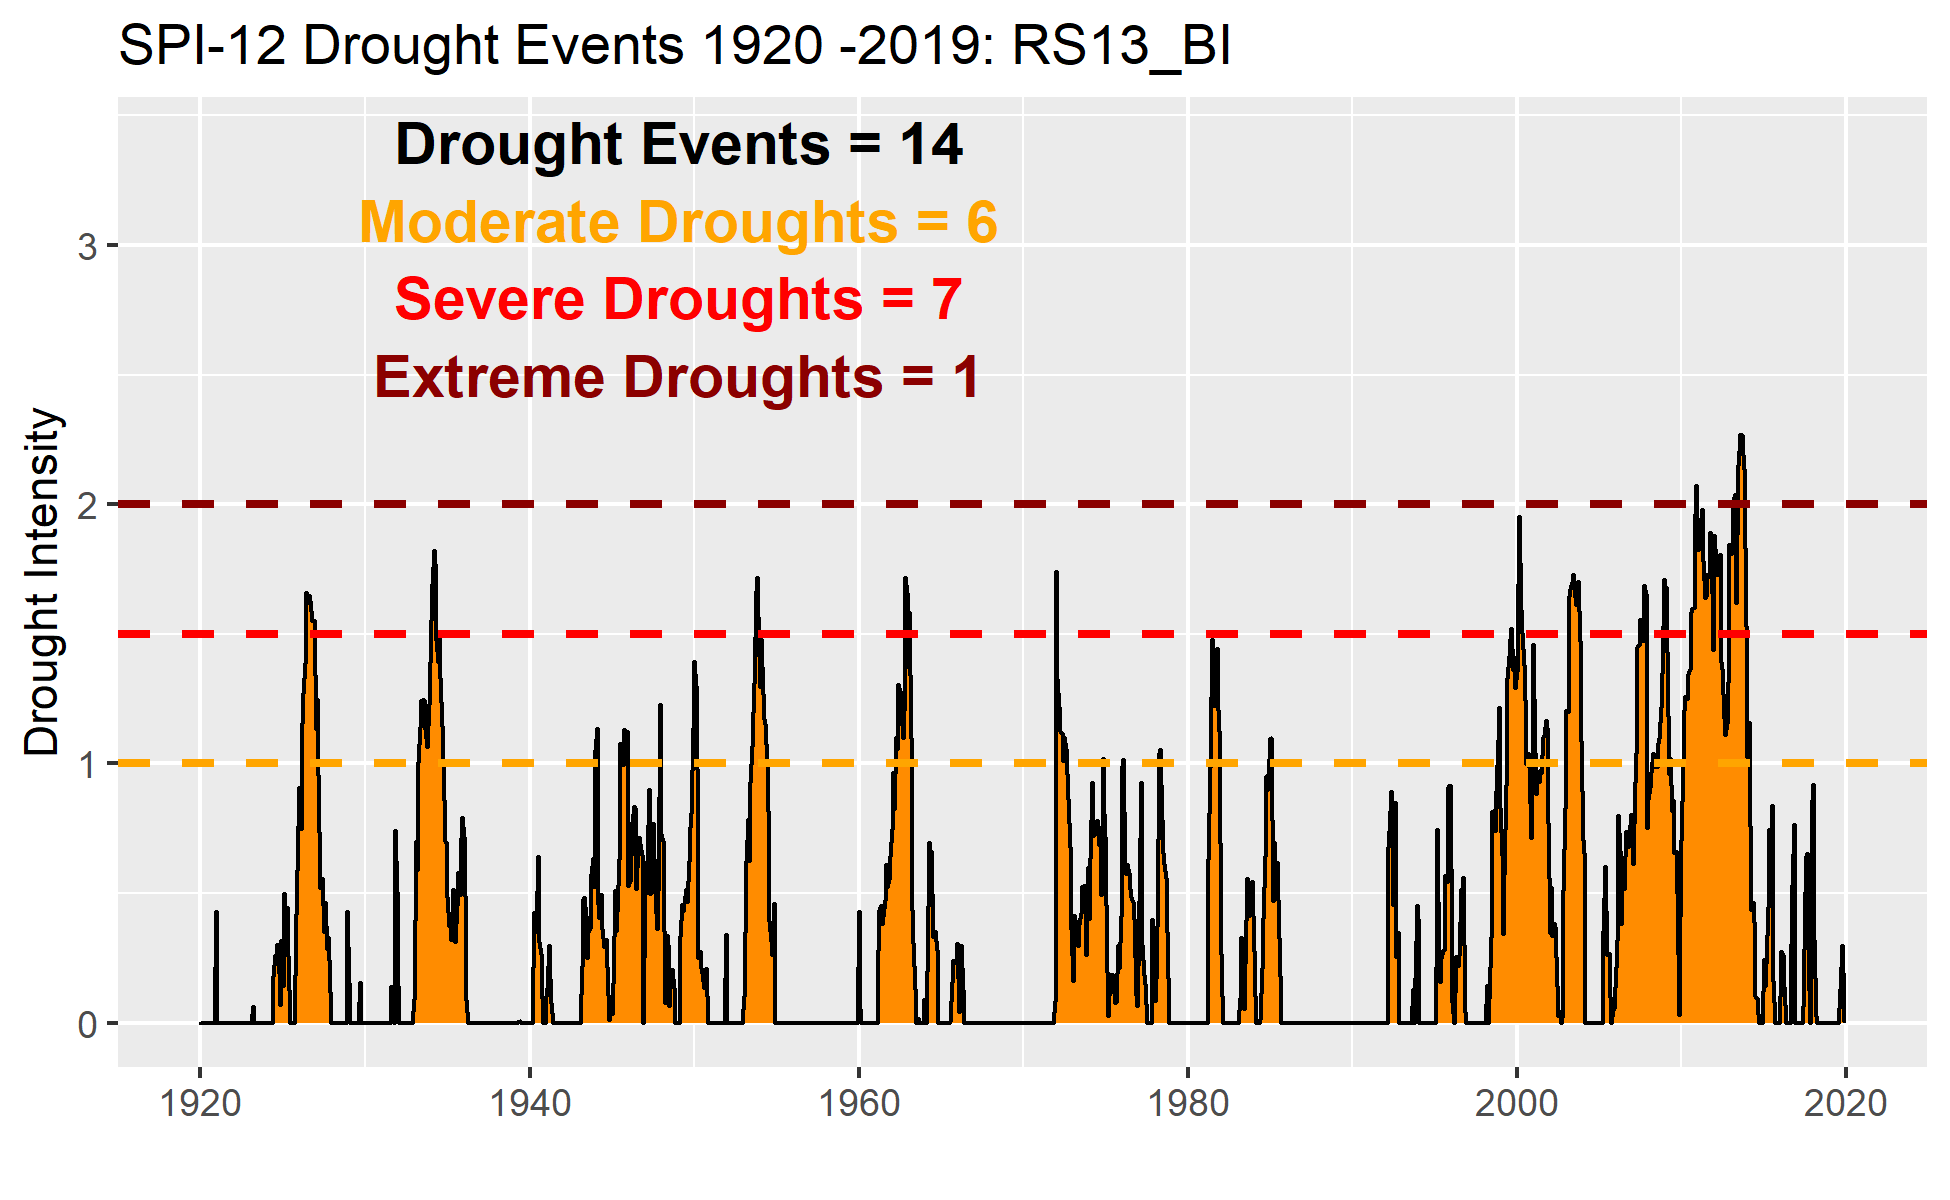 SPI-12 Drought Events 1920 -2019: RS13_BI
Drought Events = 14
Moderate Droughts = 6
Severe Droughts = 7
Extreme Droughts = 1
Drought Intensity
3
2
1
0
1920 1940 1960 1980 2000 2020